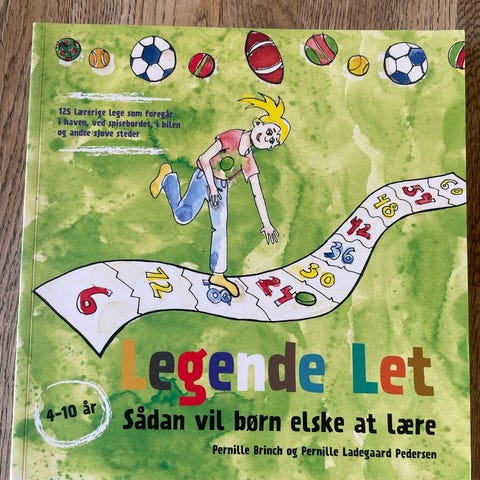 125 lærerige lege som foregår
i haven, ved spisebordet, i bilen
og andre sjove steder
60
54
48
42
36
30
24
18
12
6
Legende Let
4-10 år
Sådan vil børn elske at lære
Pernille Brinch og Pernille Ladegaard Pedersen